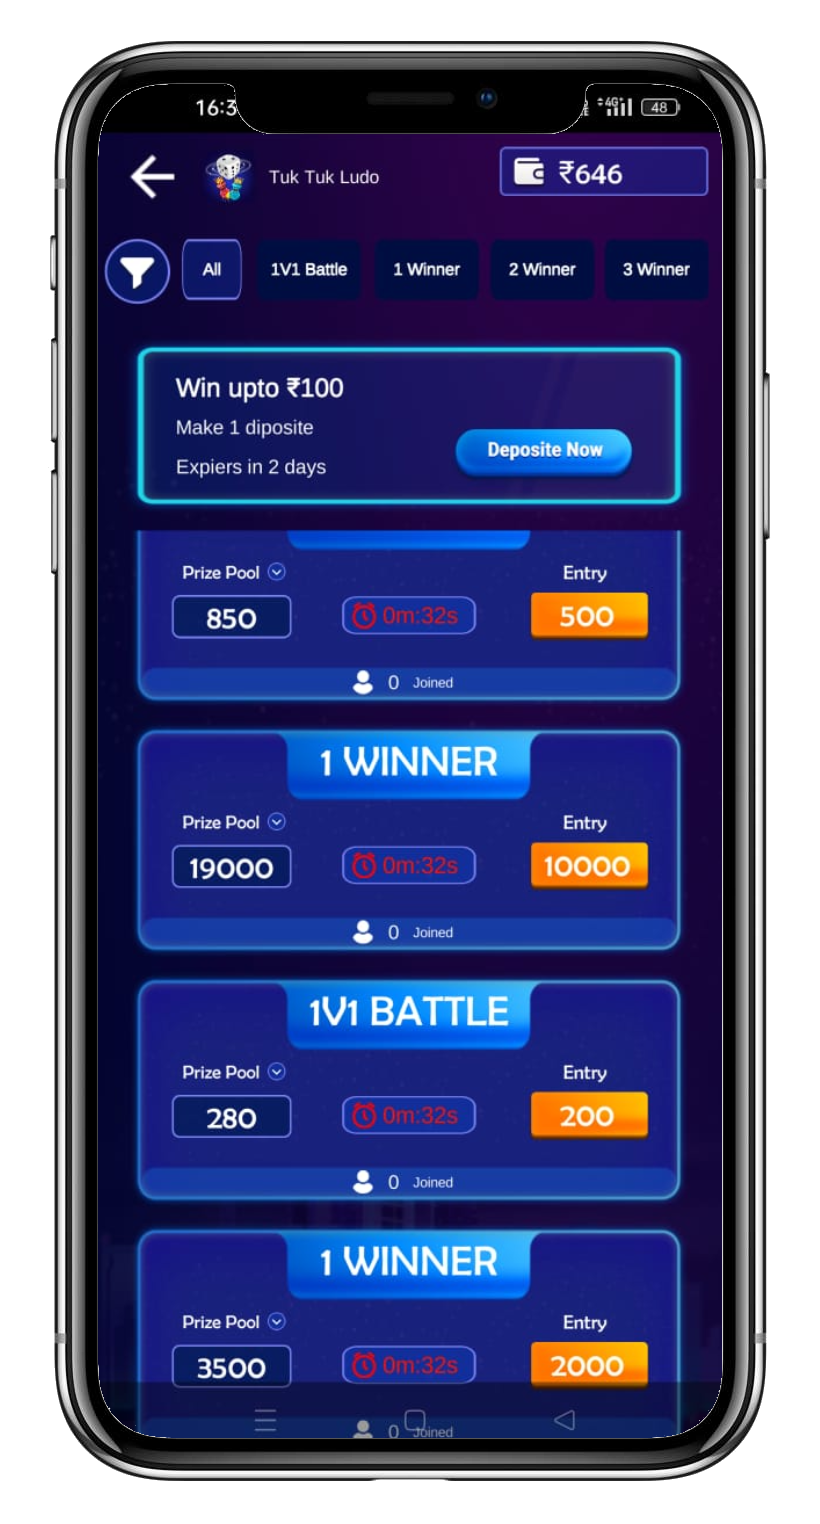 16:3
4G
48
Tuk Tuk Ludo
₹646
All
1V1 Battle
1 Winner
2 Winner
3 Winner
Win upto ₹100
Make 1 diposite
Expiers in 2 days
Deposite Now
Prize Pool
Entry
850
0m:32s
500
0 Joined
1 WINNER
Prize Pool
Entry
19000
0m:32s
10000
0 Joined
1V1 BATTLE
Prize Pool
Entry
280
0m:32s
200
0 Joined
1 WINNER
Prize Pool
Entry
3500
0m:32s
2000
0 Joined